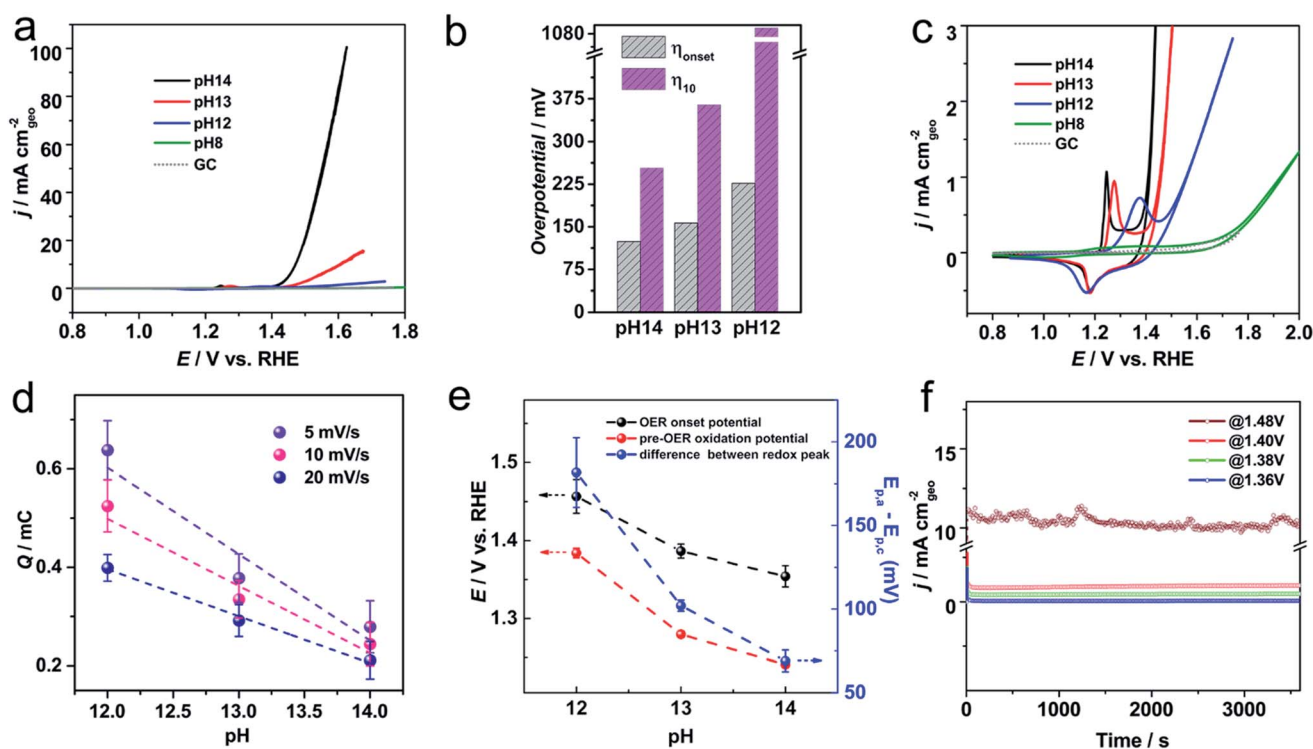 a
100
80
60
40
20
0
j / mA cm⁻²geo
pH14
pH13
pH12
pH8
GC
0.8 1.0 1.2 1.4 1.6 1.8
E / V vs. RHE
b
1080
375
300
225
150
75
0
Overpotential / mV
ηonset
η10
pH14 pH13 pH12
c
3
2
1
0
j / mA cm⁻²geo
pH14
pH13
pH12
pH8
GC
0.8 1.0 1.2 1.4 1.6 1.8 2.0
E / V vs. RHE
d
0.6
0.4
0.2
Q / mC
5 mV/s
10 mV/s
20 mV/s
12.0 12.5 13.0 13.5 14.0
pH
e
1.5
1.4
1.3
E / V vs. RHE
OER onset potential
pre-OER oxidation potential
difference between redox peak
200
150
100
50
Ep,a - Ep,c (mV)
12 13 14
pH
f
15
10
0
j / mA cm⁻²geo
@1.48V
@1.40V
@1.38V
@1.36V
0 1000 2000 3000
Time / s